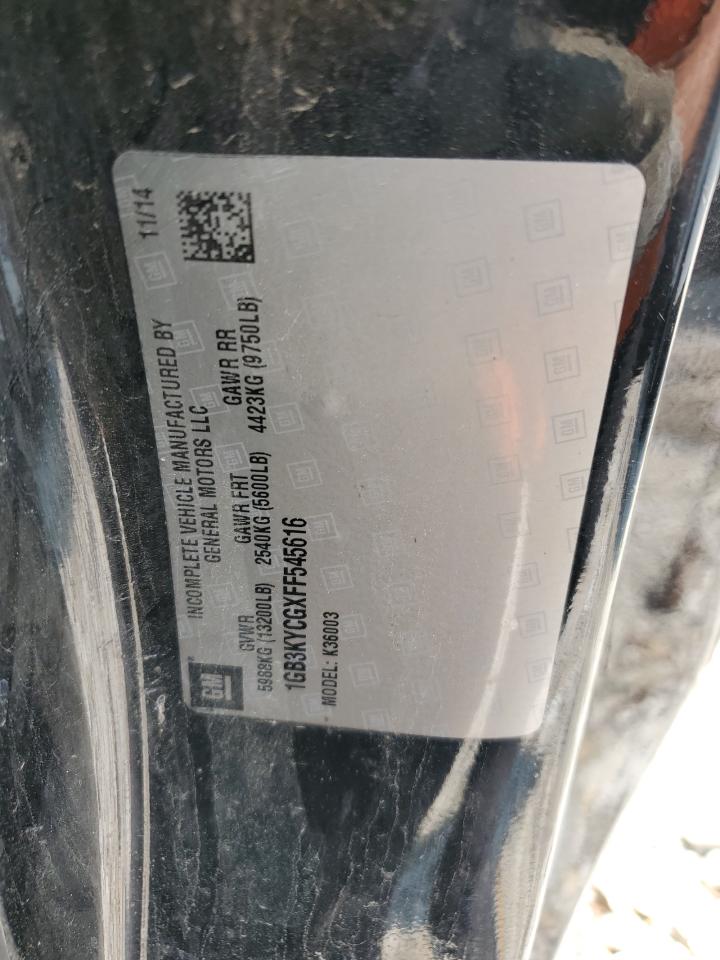 11/14
INCOMPLETE VEHICLE MANUFACTURED BY
GENERAL MOTORS LLC
GM
GVWR GAWR FRT GAWR RR
5988KG (13200LB) 2540KG (5600LB) 4423KG (9750LB)
1GB3KYCGXFF545616
MODEL: K36003